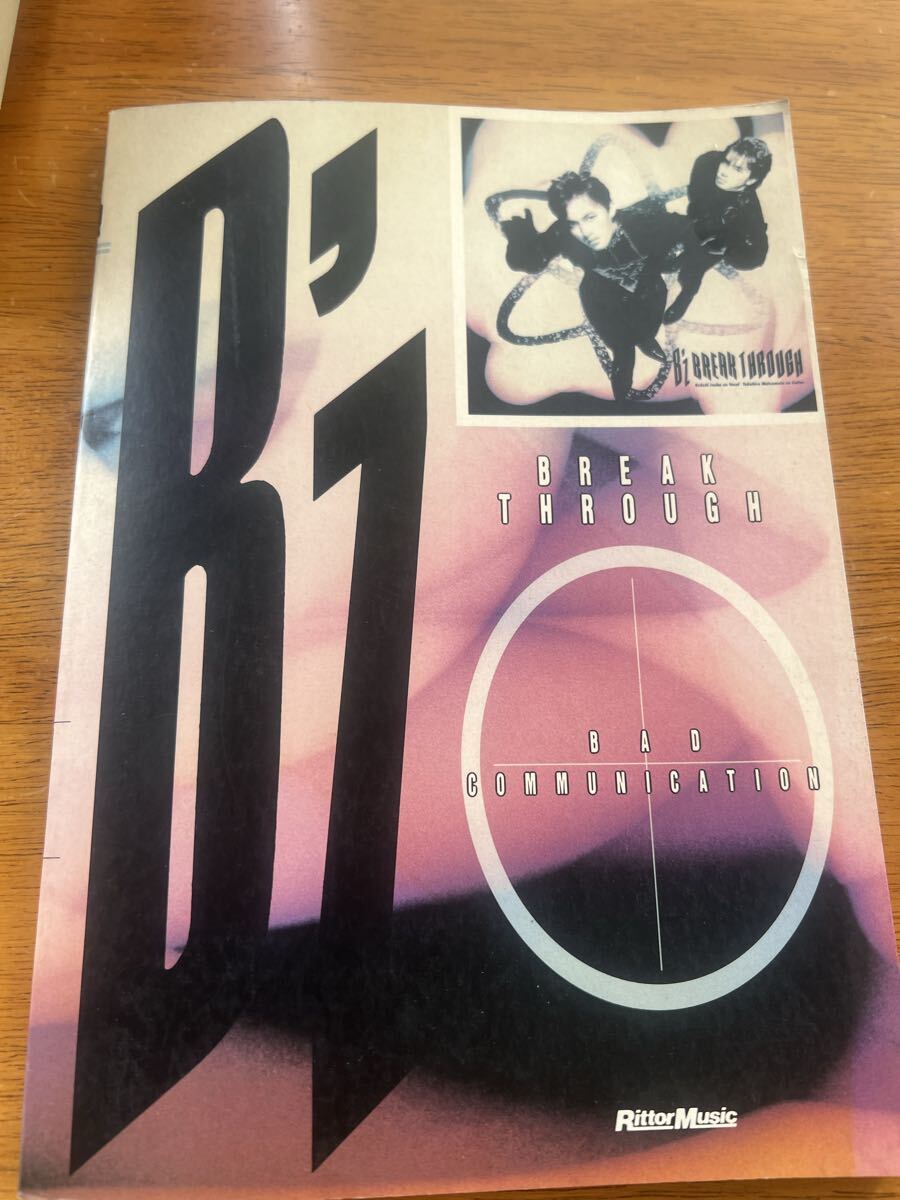 B'z
B'z BREAK THROUGH
Koshi Inaba on Vocal Takahiro Matsumoto on Guitar
BREAK
THROUGH
BAD
COMMUNICATION
RittorMusic